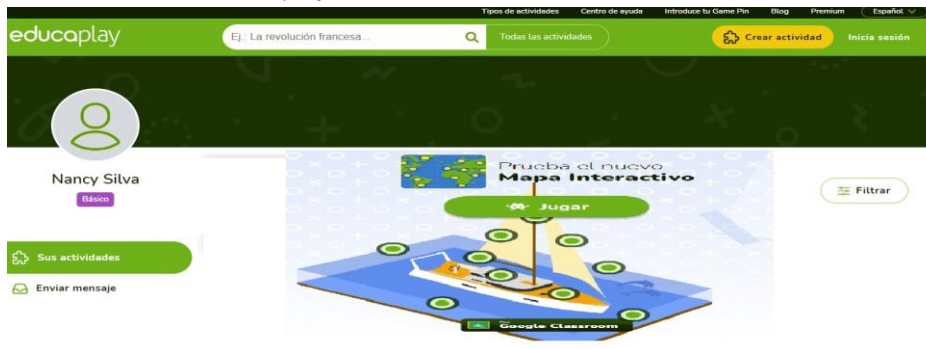 Tipos de actividades Centro de ayuda Introduce tu Game Pin Blog Premium Español
educaplay Ej.: La revolución francesa... Todas las actividades Crear actividad Inicia sesión
Prueba el nuevo
Mapa Interactivo
Jugar
Nancy Silva
Básico
Filtrar
Sus actividades
Enviar mensaje
Google Classroom